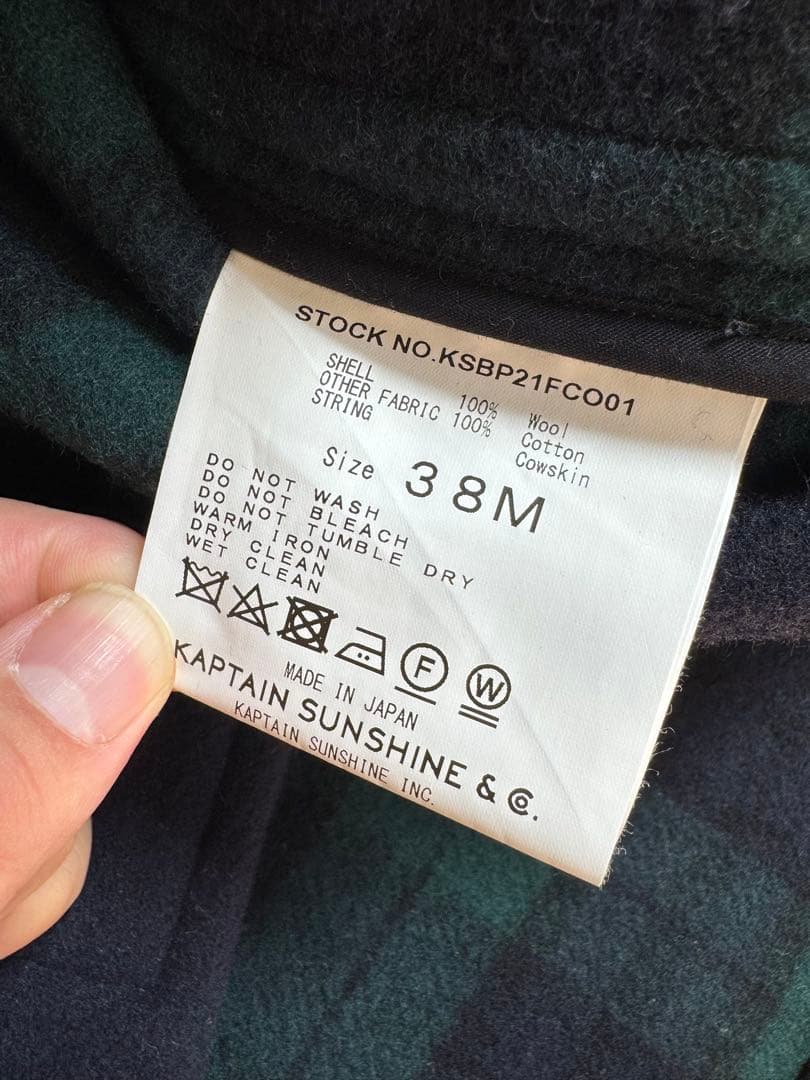 STOCK NO.KSBP21FCO01
SHELL 100% Wool
OTHER FABRIC 100% Cotton
STRING Cowskin
Size 38M
DO NOT WASH
DO NOT BLEACH
DO NOT TUMBLE DRY
WARM IRON
DRY CLEAN
WET CLEAN
F W
MADE IN JAPAN
KAPTAIN SUNSHINE & Co.
KAPTAIN SUNSHINE INC.